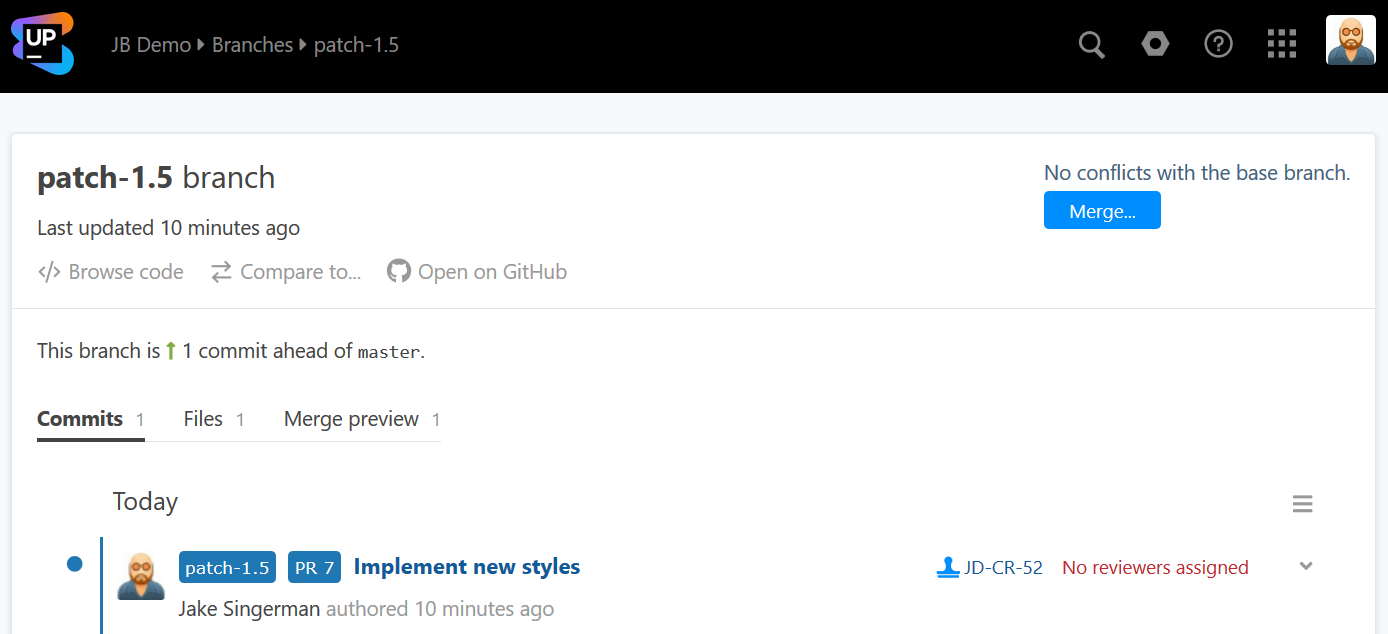 UP
JB Demo Branches patch-1.5
patch-1.5 branch
No conflicts with the base branch.
Merge...
Last updated 10 minutes ago
</> Browse code Compare to... Open on GitHub
This branch is ↑ 1 commit ahead of master.
Commits 1 Files 1 Merge preview 1
Today
patch-1.5 PR 7 Implement new styles JD-CR-52 No reviewers assigned
Jake Singerman authored 10 minutes ago